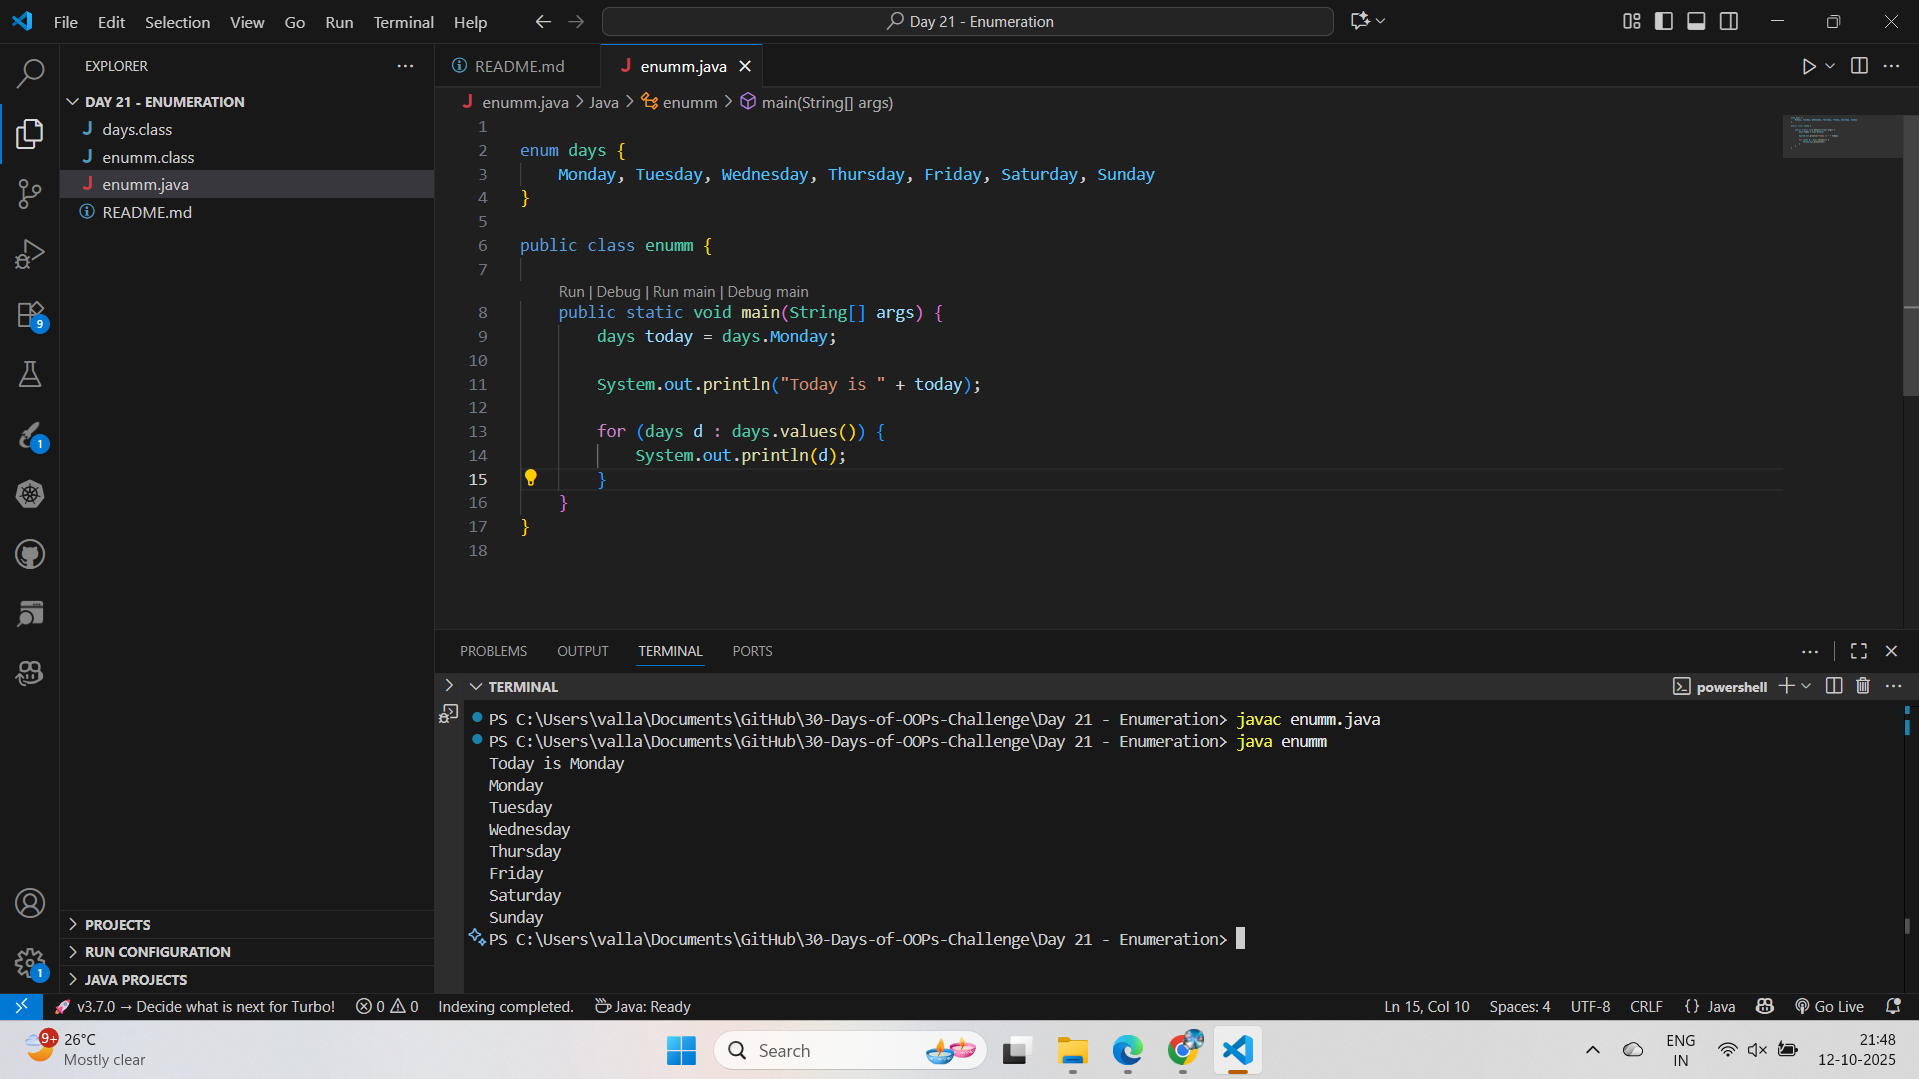 File Edit Selection View Go Run Terminal Help
Day 21 - Enumeration
EXPLORER
DAY 21 - ENUMERATION
days.class
enumm.class
enumm.java
README.md
9
1
1
PROJECTS
RUN CONFIGURATION
JAVA PROJECTS
README.md
enumm.java
enumm.java > Java > enumm > main(String[] args)
1
2 enum days {
3 Monday, Tuesday, Wednesday, Thursday, Friday, Saturday, Sunday
4 }
5
6 public class enumm {
7
Run | Debug | Run main | Debug main
8 public static void main(String[] args) {
9 days today = days.Monday;
10
11 System.out.println("Today is " + today);
12
13 for (days d : days.values()) {
14 System.out.println(d);
15 }
16 }
17 }
18
PROBLEMS OUTPUT TERMINAL PORTS
TERMINAL
powershell
PS C:\Users\valla\Documents\GitHub\30-Days-of-OOPs-Challenge\Day 21 - Enumeration> javac enumm.java
PS C:\Users\valla\Documents\GitHub\30-Days-of-OOPs-Challenge\Day 21 - Enumeration> java enumm
Today is Monday
Monday
Tuesday
Wednesday
Thursday
Friday
Saturday
Sunday
PS C:\Users\valla\Documents\GitHub\30-Days-of-OOPs-Challenge\Day 21 - Enumeration>
v3.7.0 → Decide what is next for Turbo! 0 0 Indexing completed. Java: Ready
Ln 15, Col 10 Spaces: 4 UTF-8 CRLF {} Java Go Live
9+
26°C
Mostly clear
Search
ENG
IN
21:48
12-10-2025